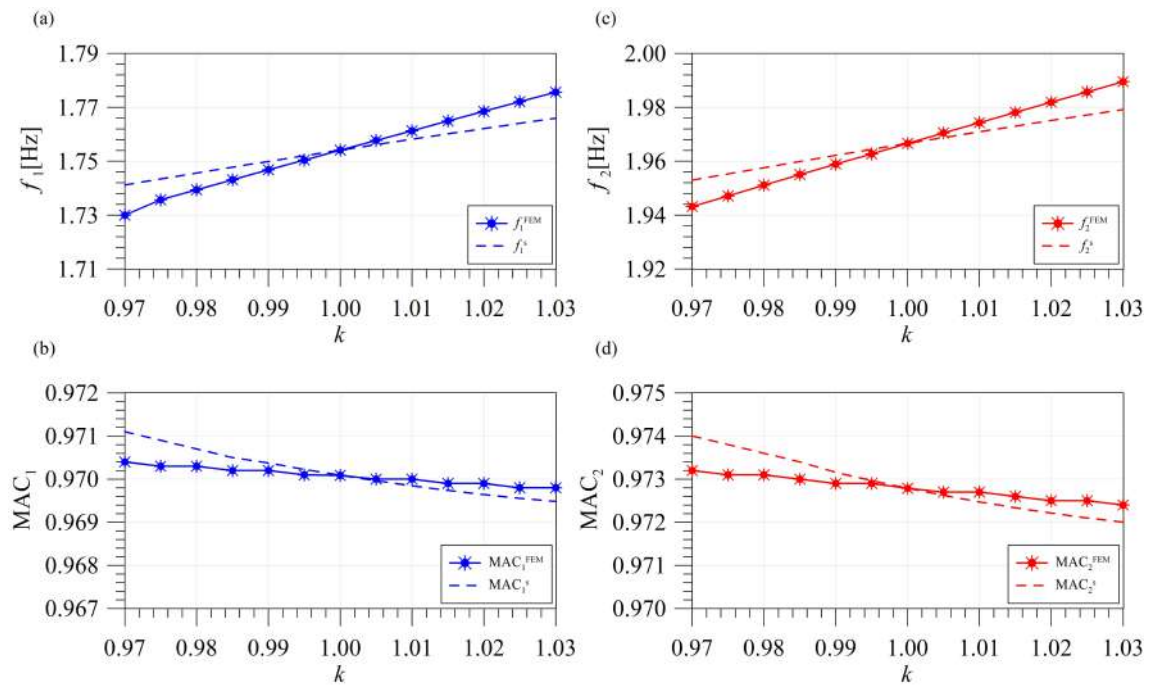 (a)
1.79
1.77
1.75
1.73
1.71
f₁[Hz]
f₁ᶠᴱᴹ
f₁ˢ
0.97 0.98 0.99 1.00 1.01 1.02 1.03
k
(c)
2.00
1.98
1.96
1.94
1.92
f₂[Hz]
f₂ᶠᴱᴹ
f₂ˢ
0.97 0.98 0.99 1.00 1.01 1.02 1.03
k
(b)
0.972
0.971
0.970
0.969
0.968
0.967
MAC₁
MAC₁ᶠᴱᴹ
MAC₁ˢ
0.97 0.98 0.99 1.00 1.01 1.02 1.03
k
(d)
0.975
0.974
0.973
0.972
0.971
0.970
MAC₂
MAC₂ᶠᴱᴹ
MAC₂ˢ
0.97 0.98 0.99 1.00 1.01 1.02 1.03
k